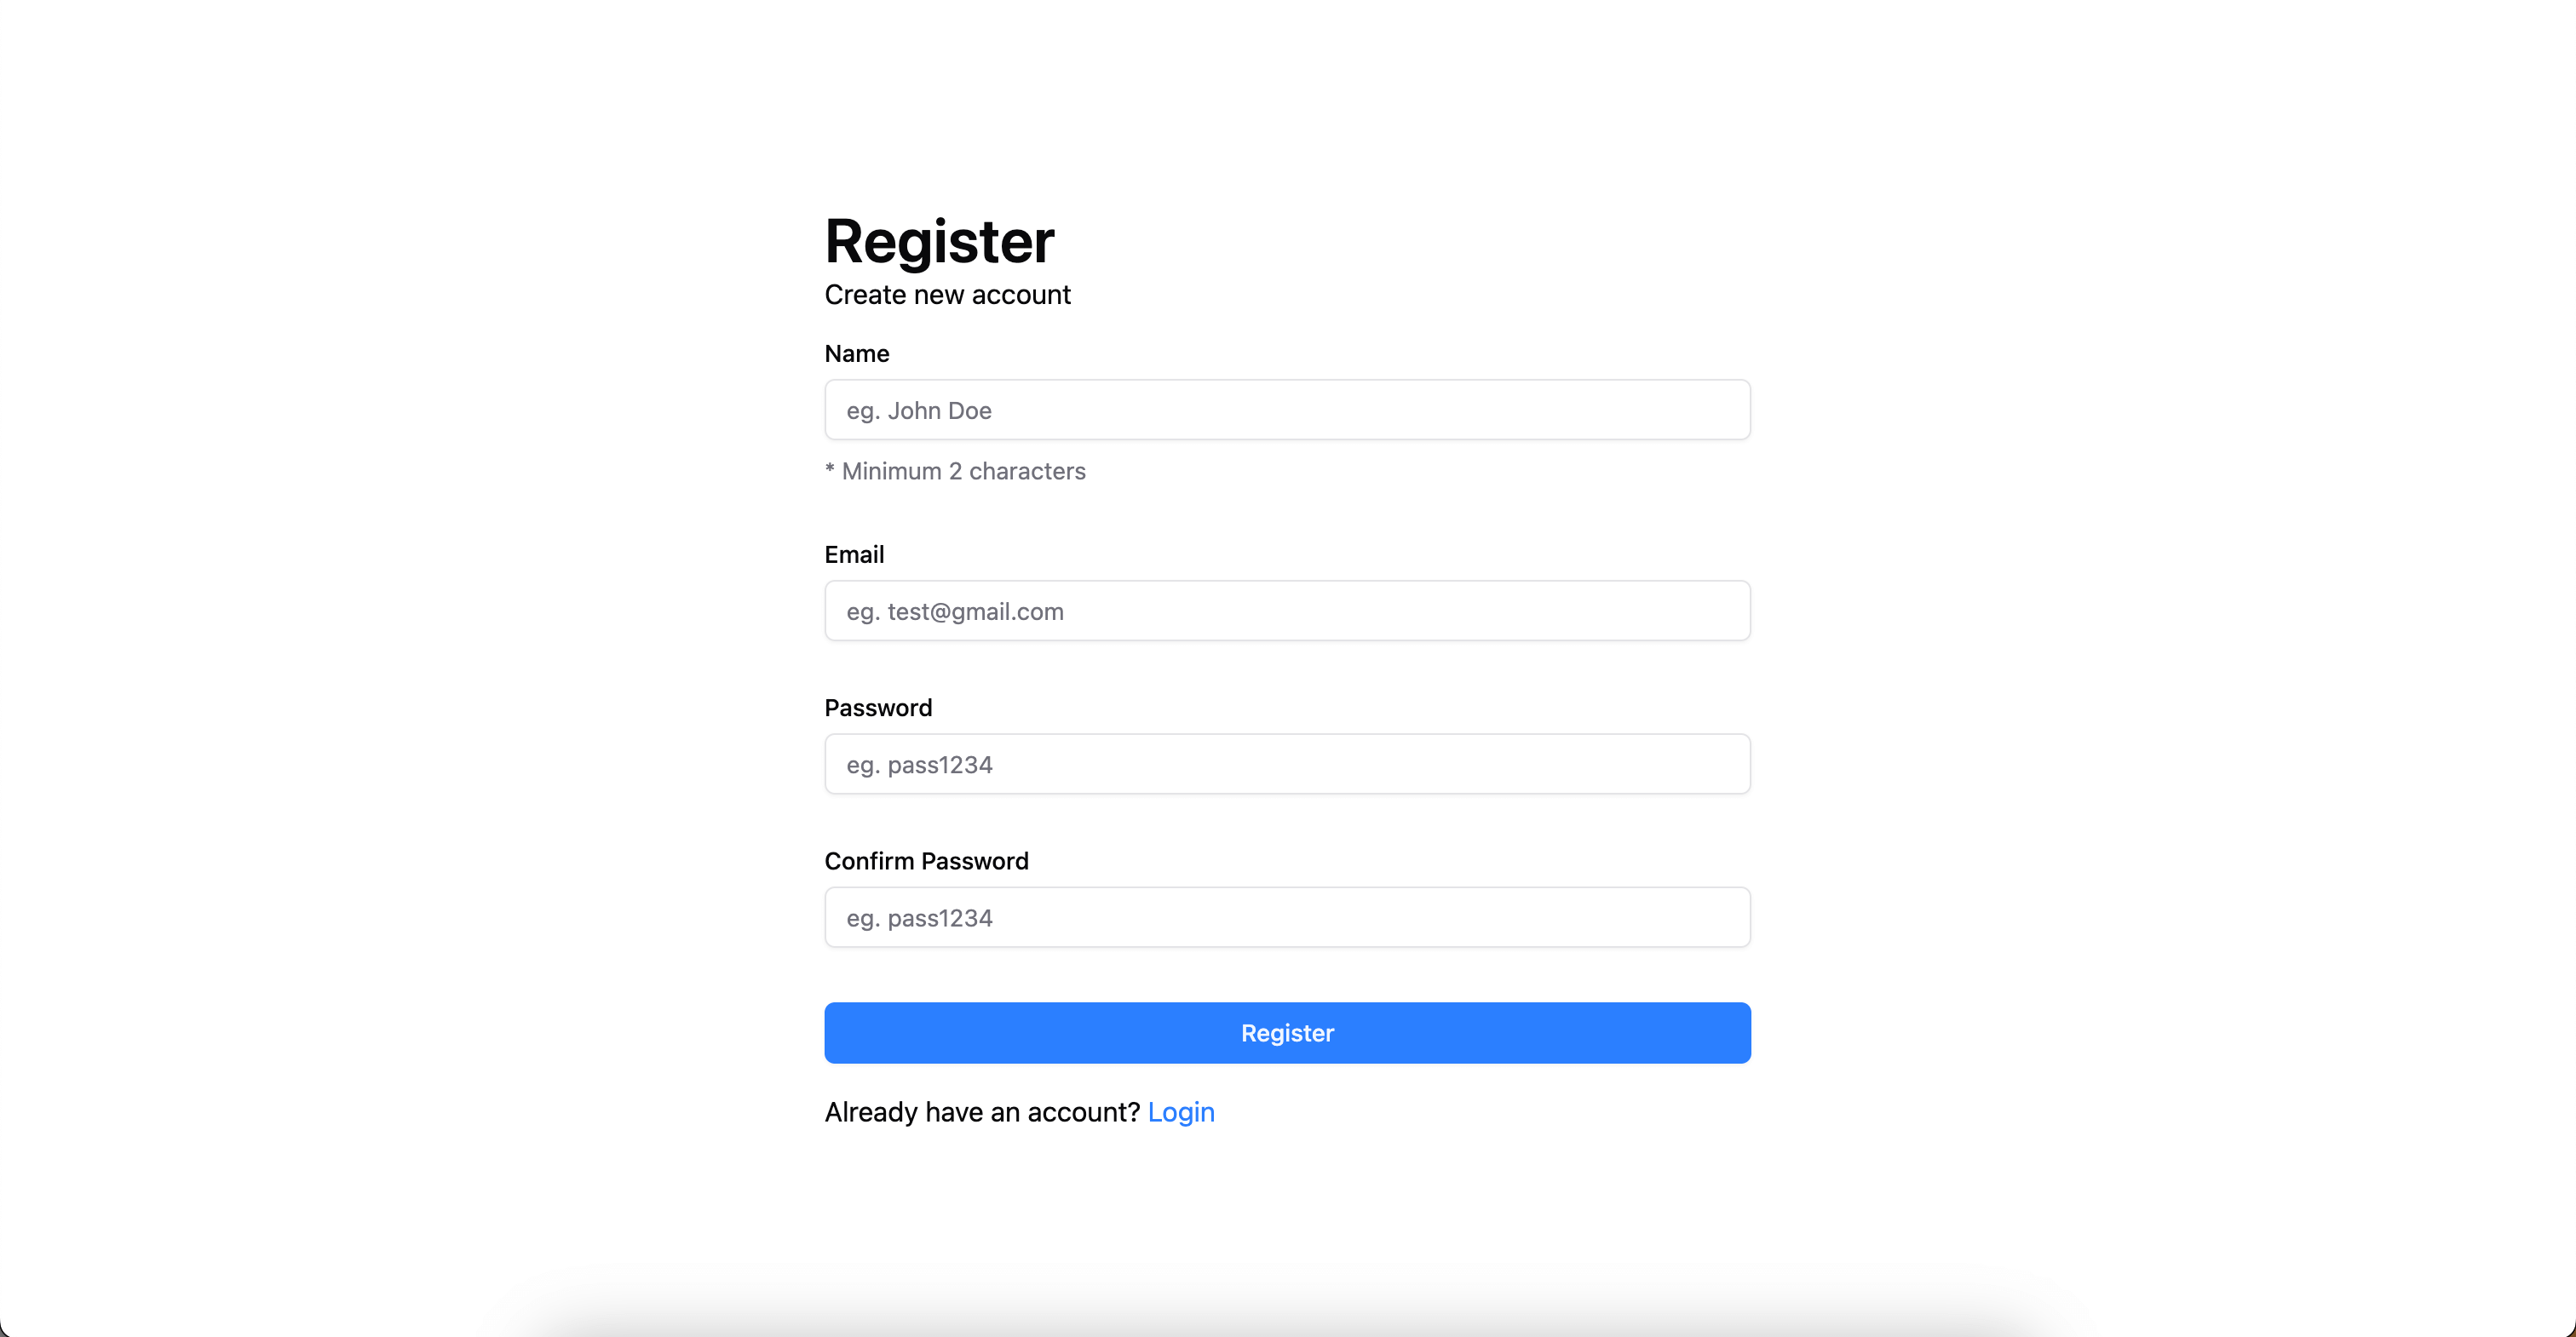 Register
Create new account
Name
eg. John Doe
* Minimum 2 characters
Email
eg. test@gmail.com
Password
eg. pass1234
Confirm Password
eg. pass1234
Register
Already have an account? Login